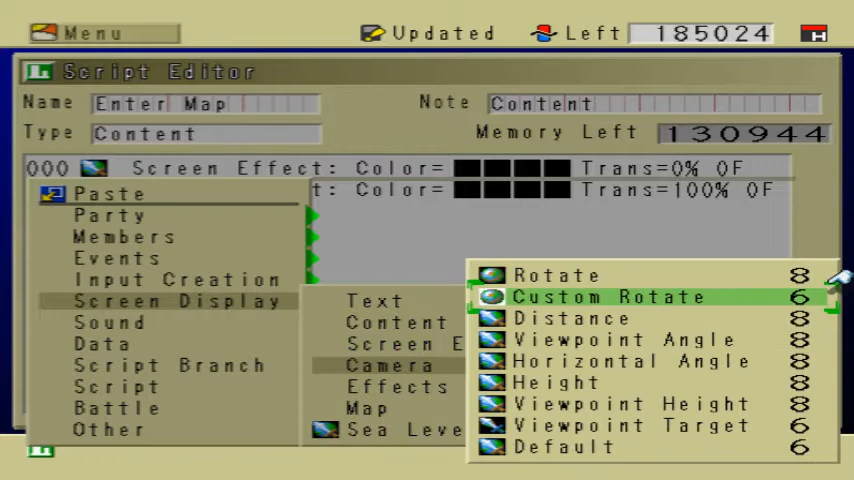 Menu Updated Left 185024
Script Editor
Name Enter Map Note Content
Type Content Memory Left 130944
000 Screen Effect: Color= Trans=0% 0F
t: Color= Trans=100% 0F
Paste
Party
Members
Events
Input Creation
Screen Display
Sound
Data
Script Branch
Script
Battle
Other
Text
Content
Screen E
Camera
Effects
Map
Sea Leve
Rotate 8
Custom Rotate 6
Distance 8
Viewpoint Angle 8
Horizontal Angle 8
Height 8
Viewpoint Height 8
Viewpoint Target 6
Default 6